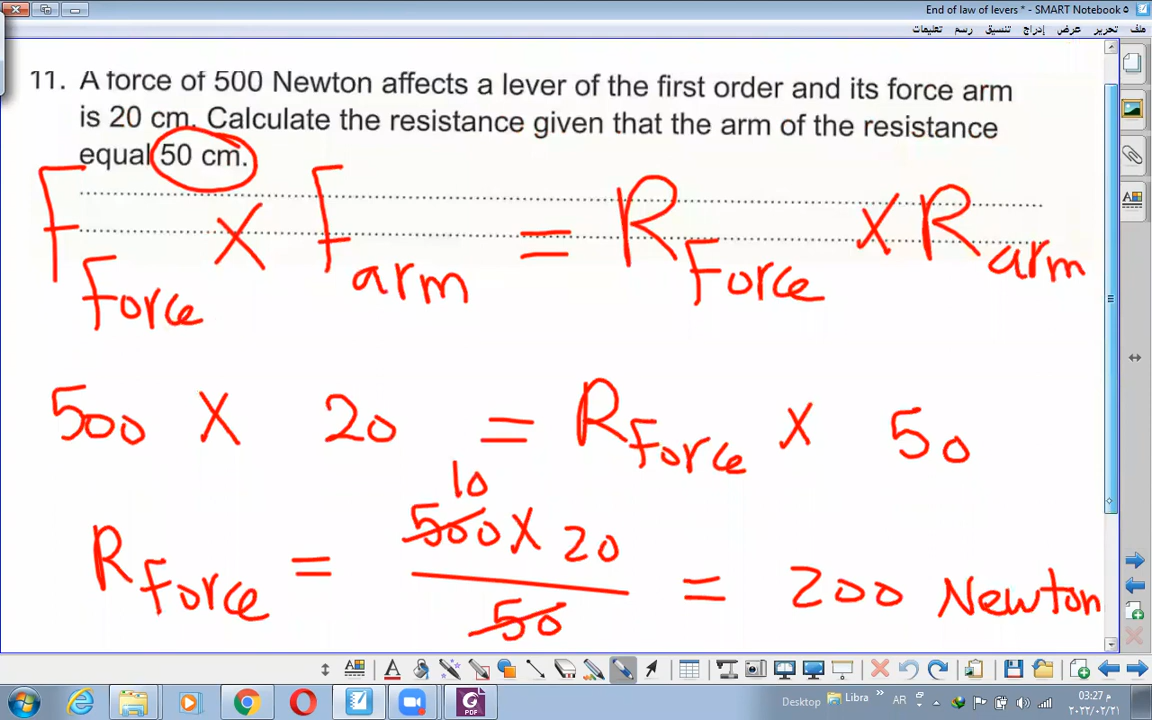 End of law of levers * - SMART Notebook
ملف تحرير عرض إدراج تنسيق رسم تعليمات
11. A force of 500 Newton affects a lever of the first order and its force arm
is 20 cm. Calculate the resistance given that the arm of the resistance
equal 50 cm.
F Force X F arm = R Force X R arm
500 X 20 = R Force X 50
10
R Force = 500 X 20 = 200 Newton
50
Desktop Libra » AR
03:27 م
٢٠٢٢/٠٢/٢١